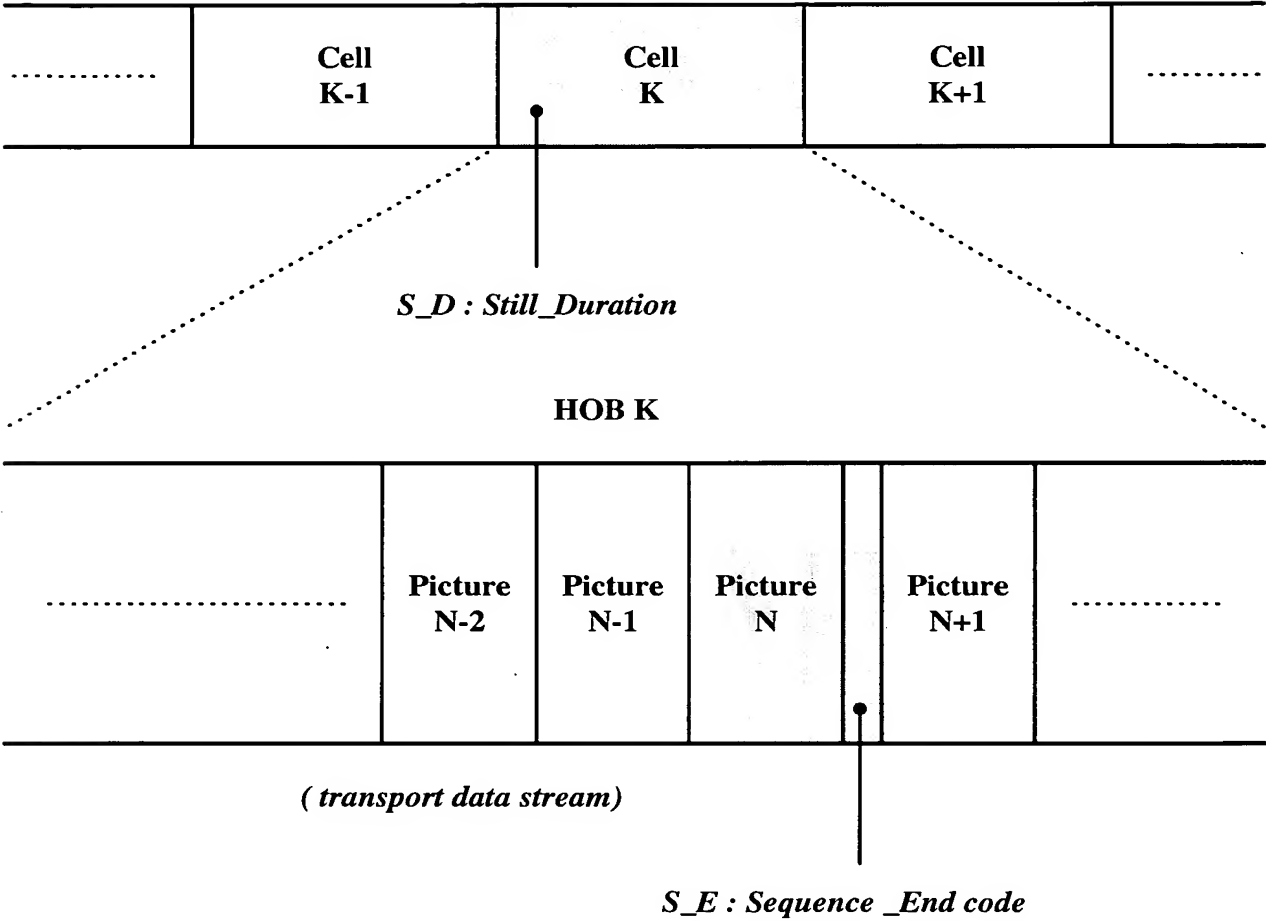 Cell
K-1
Cell
K
Cell
K+1
S_D : Still_Duration
HOB K
Picture
N-2
Picture
N-1
Picture
N
Picture
N+1
( transport data stream)
S_E : Sequence _End code